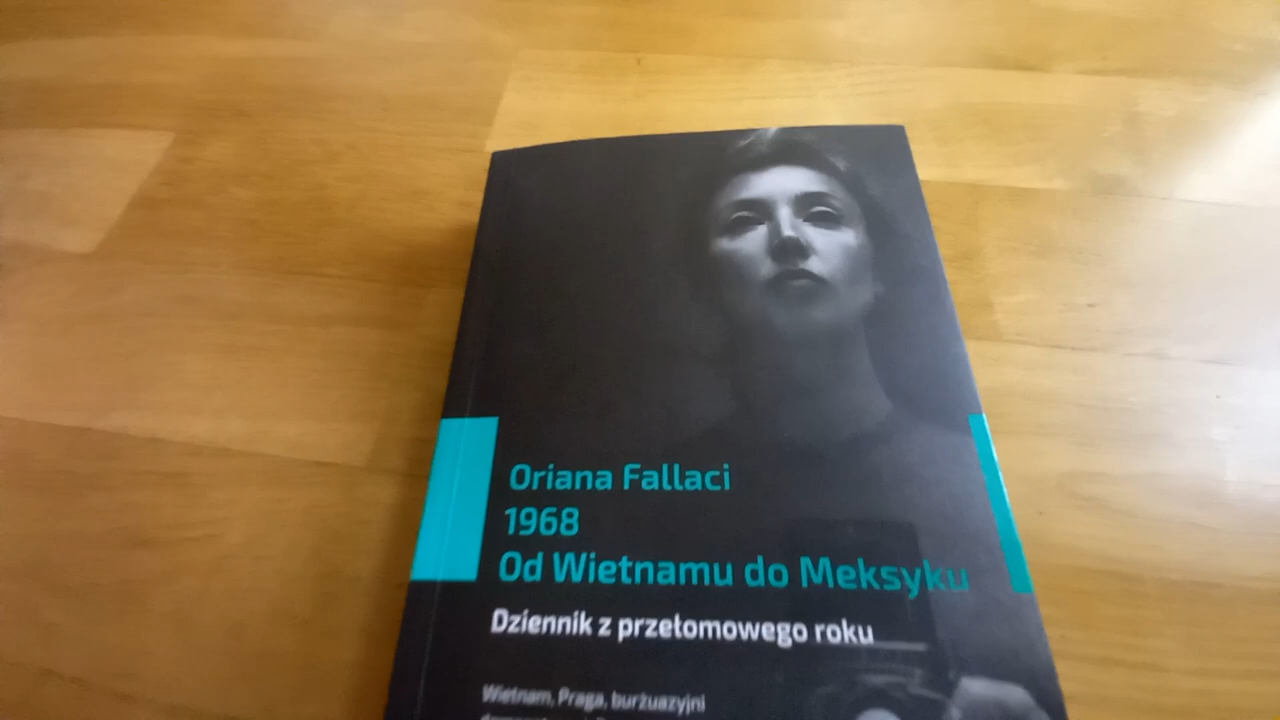 Oriana Fallaci
1968
Od Wietnamu do Meksyku
Dziennik z przełomowego roku
Wietnam, Praga, burżuazyjni